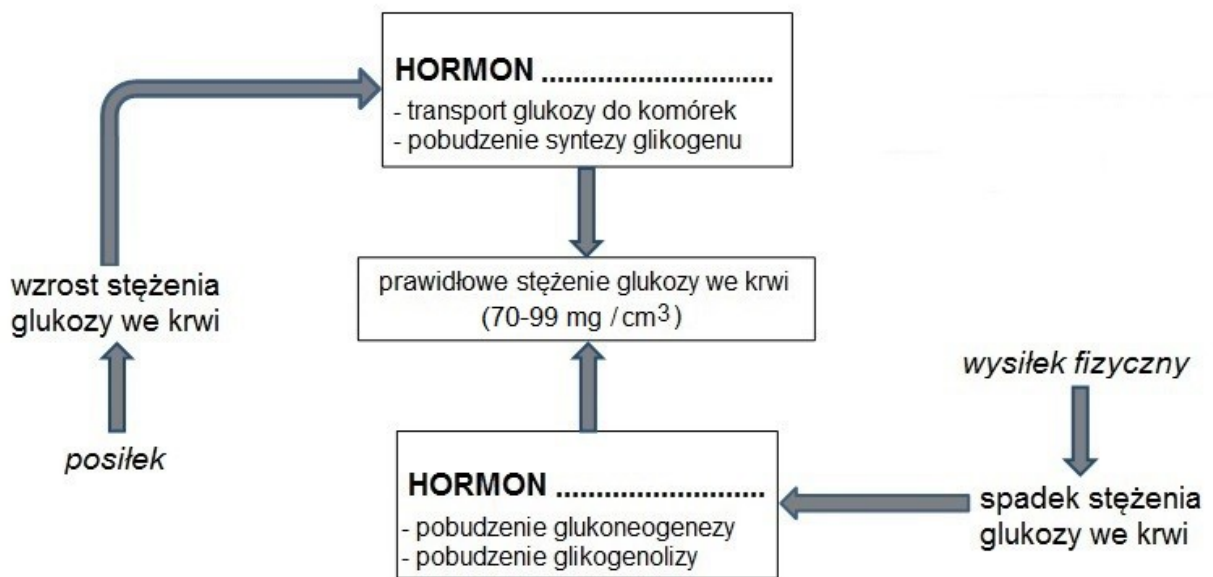 HORMON ..............................
- transport glukozy do komórek
- pobudzenie syntezy glikogenu
wzrost stężenia
glukozy we krwi
prawidłowe stężenie glukozy we krwi
(70-99 mg / cm³)
wysiłek fizyczny
posiłek
HORMON ...........................
- pobudzenie glukoneogenezy
- pobudzenie glikogenolizy
spadek stężenia
glukozy we krwi